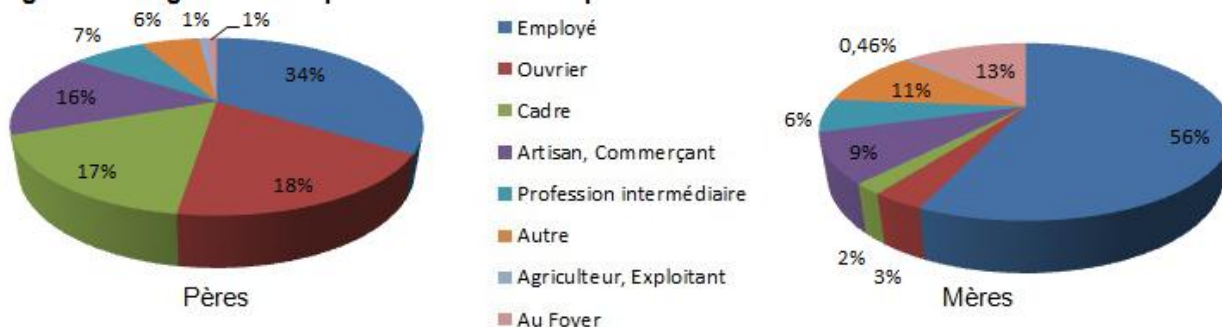 6%
1%
1%
7%
34%
16%
17%
18%
Pères
Employé
Ouvrier
Cadre
Artisan, Commerçant
Profession intermédiaire
Autre
Agriculteur, Exploitant
Au Foyer
0,46%
13%
11%
6%
56%
9%
2%
3%
Mères